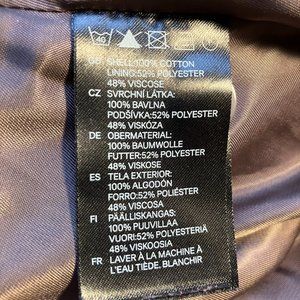 40
GB SHELL:100% COTTON
LINING:52% POLYESTER
48% VISCOSE
CZ SVRCHNÍ LÁTKA:
100% BAVLNA
PODŠÍVKA:52% POLYESTER
48% VISKÓZA
DE OBERMATERIAL:
100% BAUMWOLLE
FUTTER:52% POLYESTER
48% VISKOSE
ES TELA EXTERIOR:
100% ALGODÓN
FORRO:52% POLIÉSTER
48% VISCOSA
FI PÄÄLLISKANGAS:
100% PUUVILLAA
VUORI:52% POLYESTERIÄ
48% VISKOOSIA
FR LAVER À LA MACHINE À
L'EAU TIÈDE. BLANCHIR